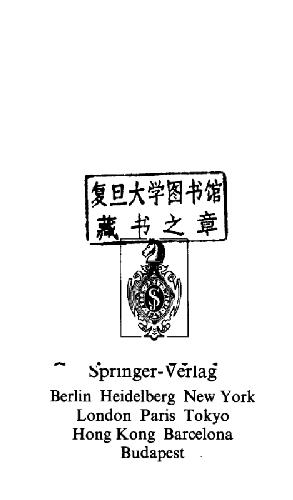 复旦大学图书馆
藏书之章
Springer-Verlag
Berlin Heidelberg New York
London Paris Tokyo
Hong Kong Barcelona
Budapest